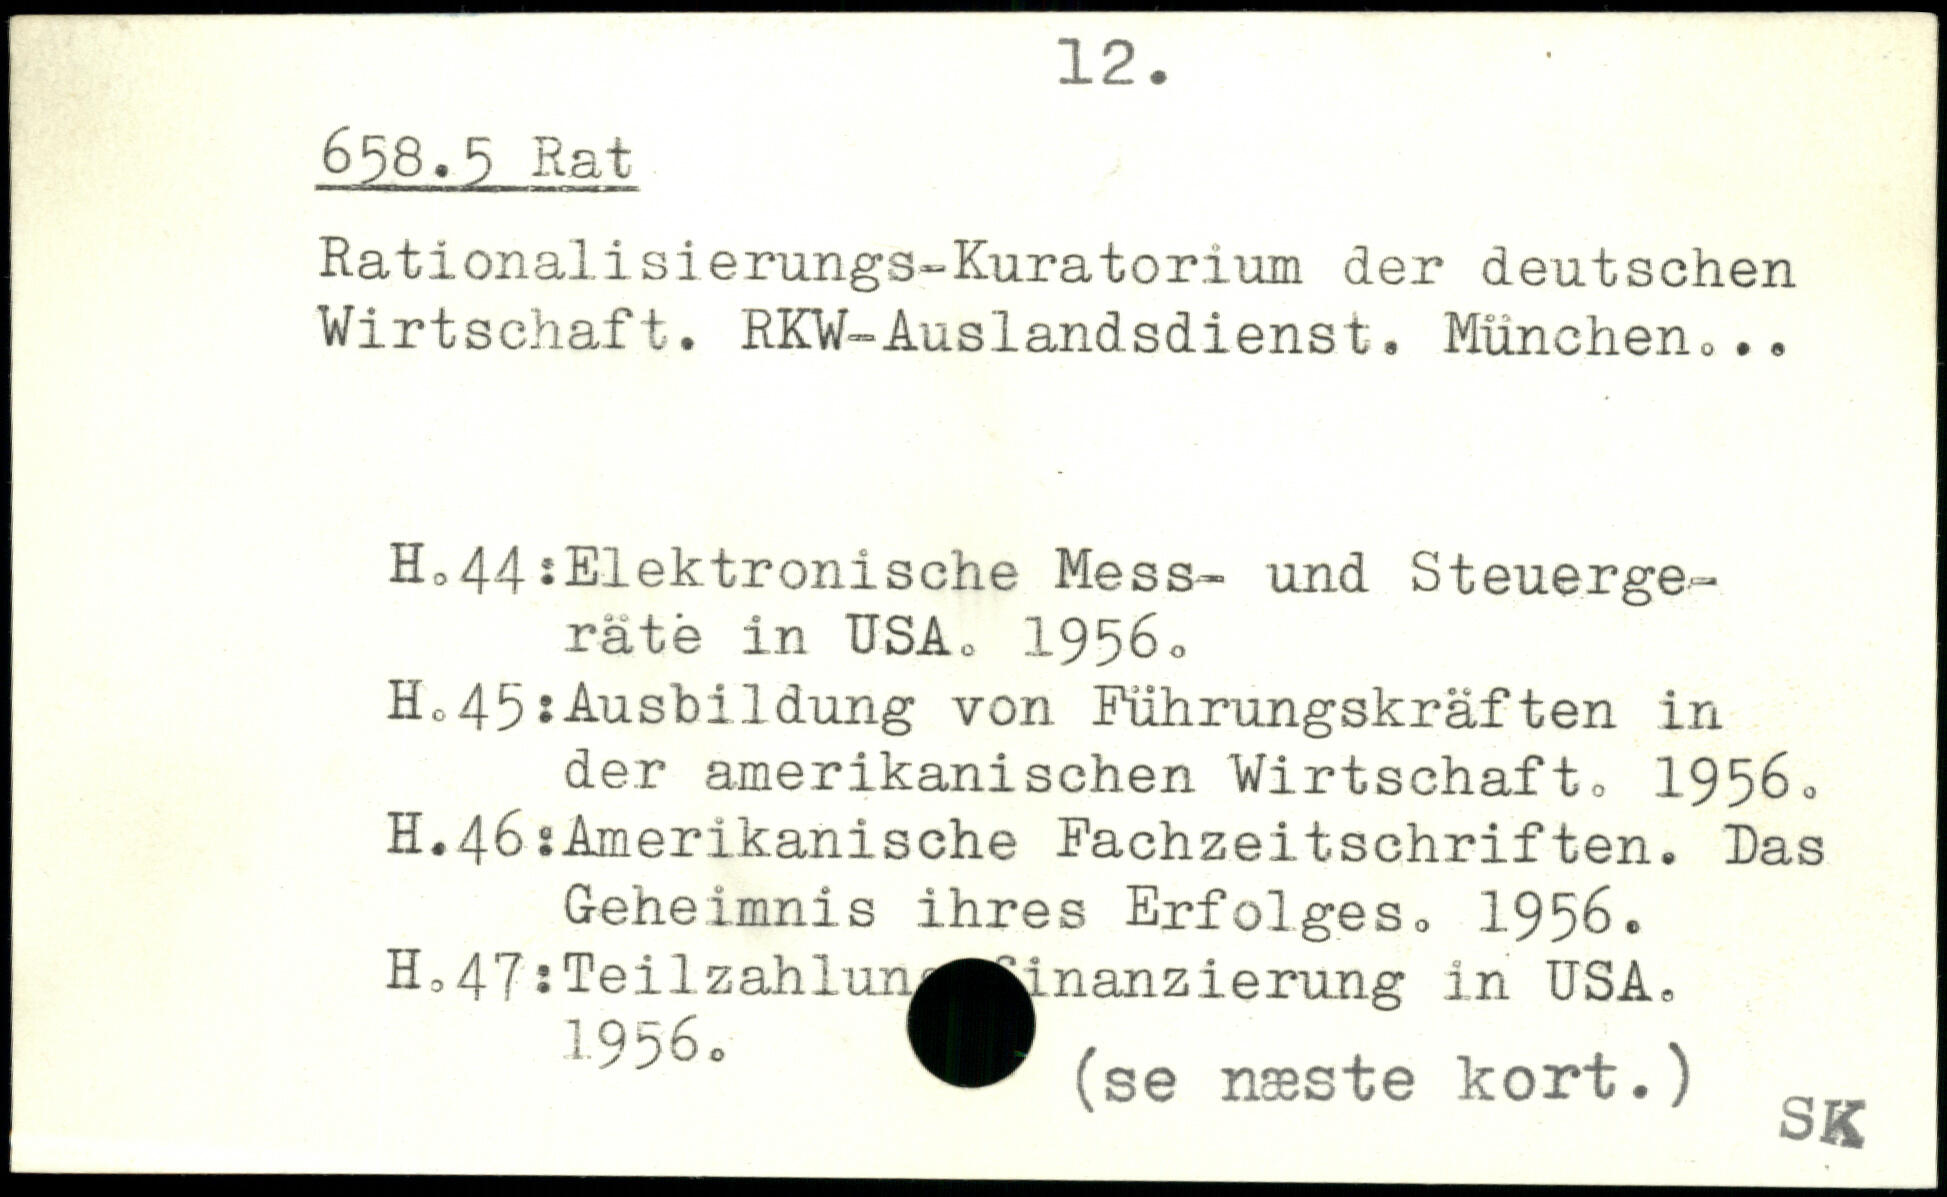 12.
658.5 Rat
Rationalisierungs-Kuratorium der deutschen
Wirtschaft. RKW-Auslandsdienst. München...
H.44:Elektronische Mess- und Steuerge-
räte in USA. 1956.
H.45:Ausbildung von Führungskräften in
der amerikanischen Wirtschaft. 1956.
H.46:Amerikanische Fachzeitschriften. Das
Geheimnis ihres Erfolges. 1956.
H.47:Teilzahlungsfinanzierung in USA.
1956.
(se næste kort.)
SK